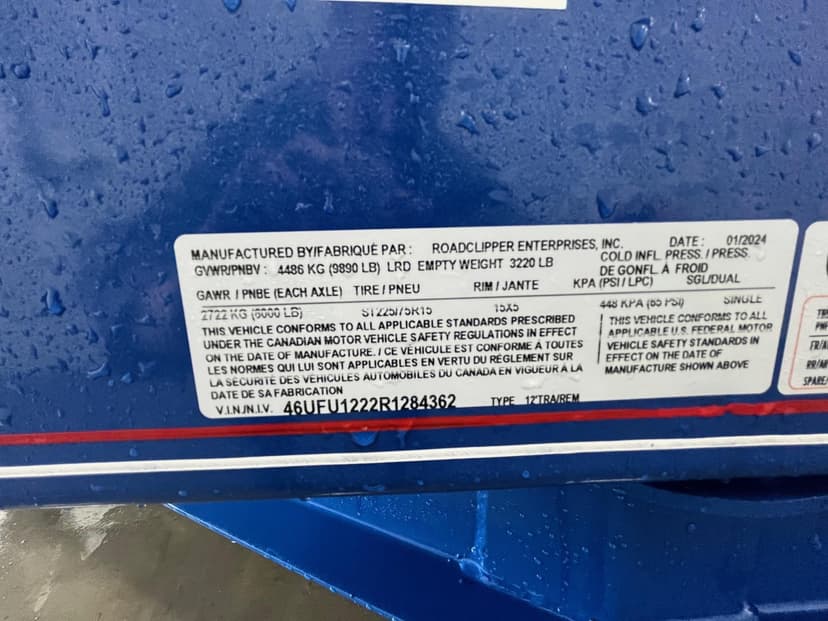 MANUFACTURED BY/FABRIQUÉ PAR : ROADCLIPPER ENTERPRISES, INC. DATE : 01/2024
GVWR/PNBV : 4486 KG (9890 LB) LRD EMPTY WEIGHT 3220 LB COLD INFL. PRESS. / PRESS.
DE GONFL. À FROID
GAWR / PNBE (EACH AXLE) TIRE / PNEU RIM / JANTE KPA (PSI / LPC) SGL/DUAL
2722 KG (6000 LB) ST225/75R15 15X5 448 KPA (65 PSI) SINGLE
THIS VEHICLE CONFORMS TO ALL APPLICABLE STANDARDS PRESCRIBED
UNDER THE CANADIAN MOTOR VEHICLE SAFETY REGULATIONS IN EFFECT
ON THE DATE OF MANUFACTURE. / CE VÉHICULE EST CONFORME À TOUTES
LES NORMES QUI LUI SONT APPLICABLES EN VERTU DU RÉGLEMENT SUR
LA SÉCURITÉ DES VÉHICULES AUTOMOBILES DU CANADA EN VIGUEUR À LA
DATE DE SA FABRICATION
THIS VEHICLE CONFORMS TO ALL
APPLICABLE U.S. FEDERAL MOTOR
VEHICLE SAFETY STANDARDS IN
EFFECT ON THE DATE OF
MANUFACTURE SHOWN ABOVE
V.I.N./N.I.V. 46UFU1222R1284362 TYPE 12'TRA/REM